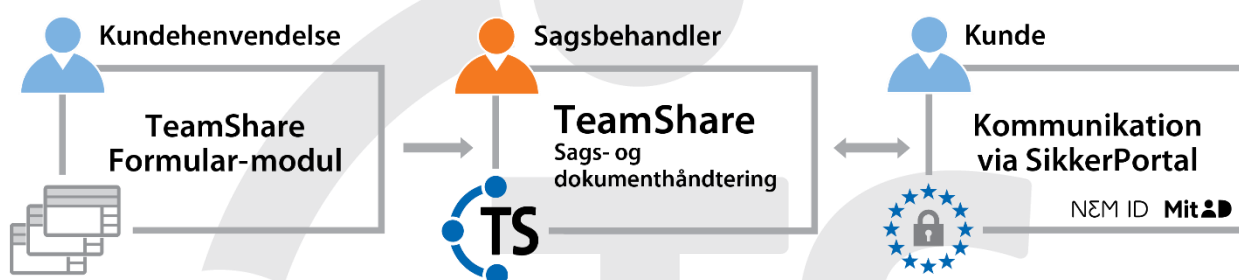 Kundehenvendelse
TeamShare
Formular-modul
Sagsbehandler
TeamShare
Sags- og
dokumenthåndtering
TS
Kunde
Kommunikation
via SikkerPortal
NEM ID MitID